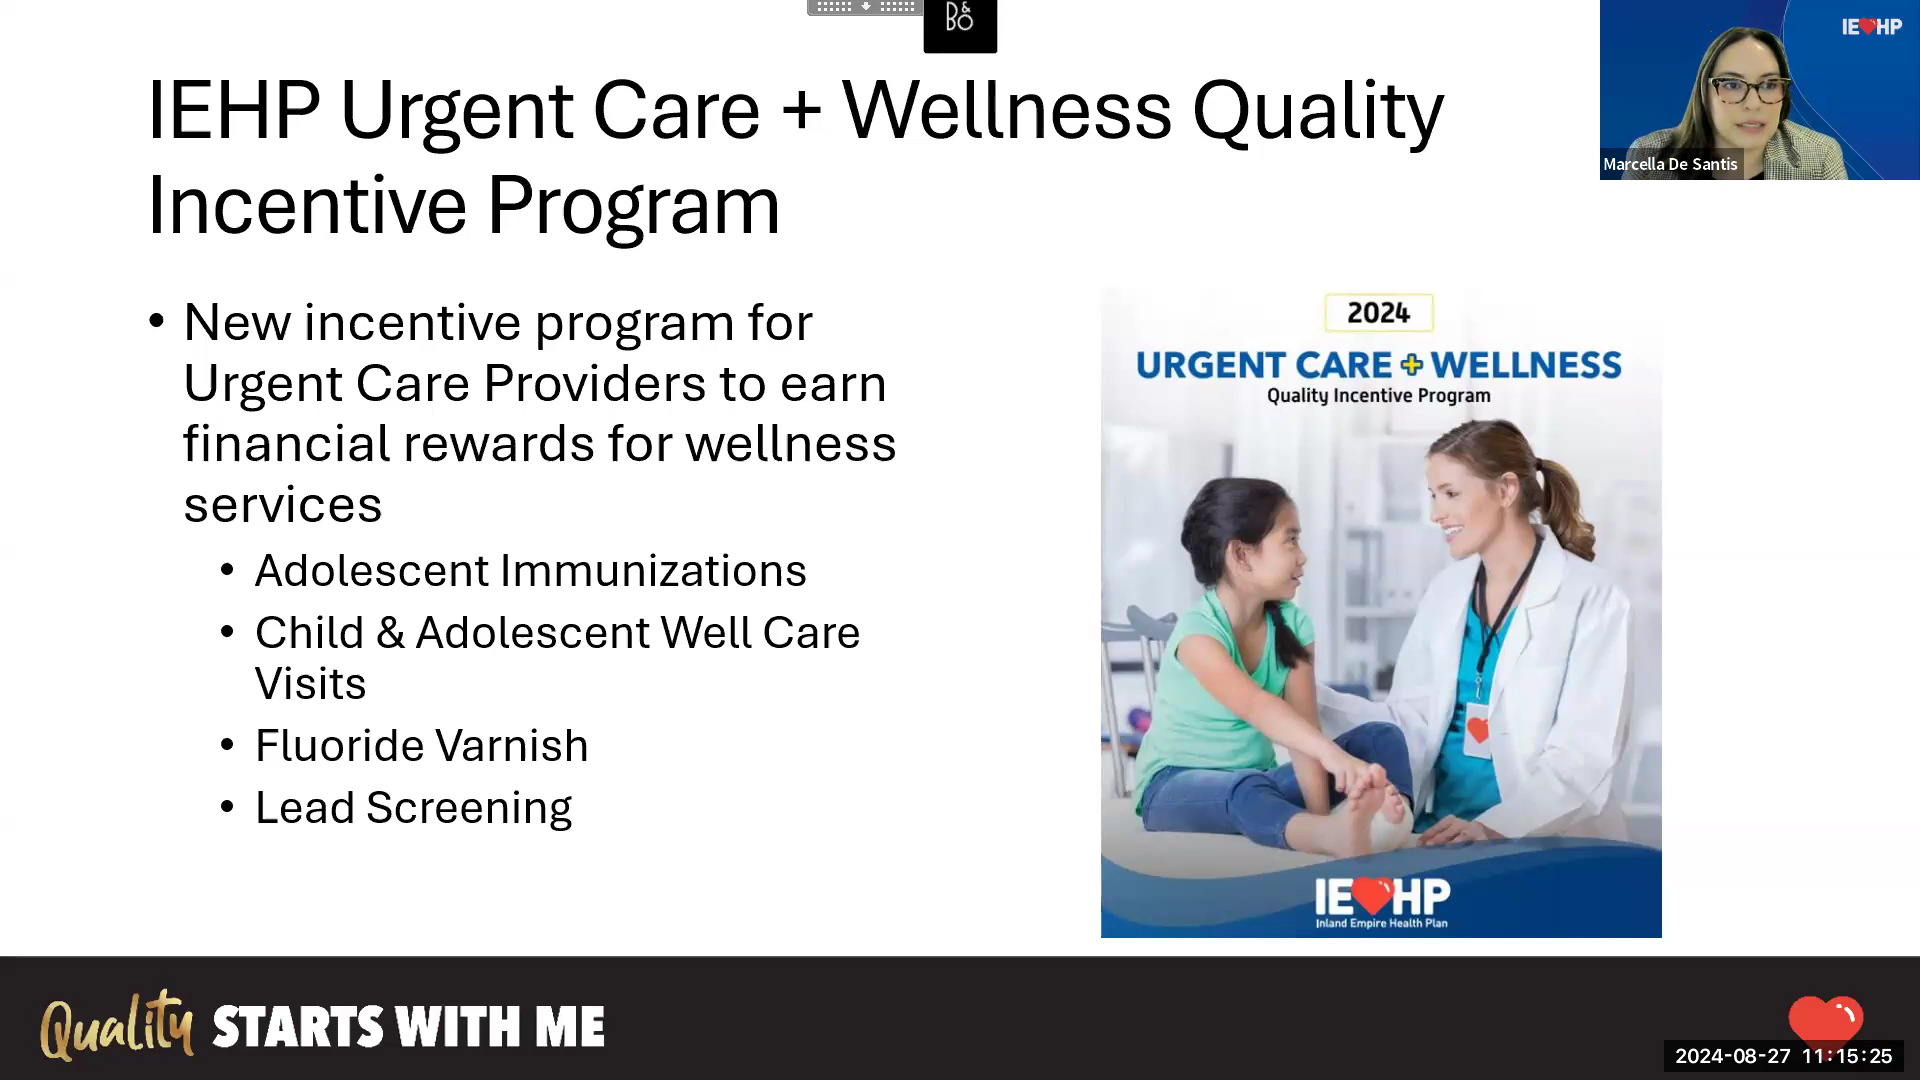 B&O
IEHP
IEHP Urgent Care + Wellness Quality
Incentive Program
Marcella De Santis
• New incentive program for
Urgent Care Providers to earn
financial rewards for wellness
services
• Adolescent Immunizations
• Child & Adolescent Well Care
Visits
• Fluoride Varnish
• Lead Screening
2024
URGENT CARE + WELLNESS
Quality Incentive Program
IEHP
Inland Empire Health Plan
Quality STARTS WITH ME
2024-08-27 11:15:25